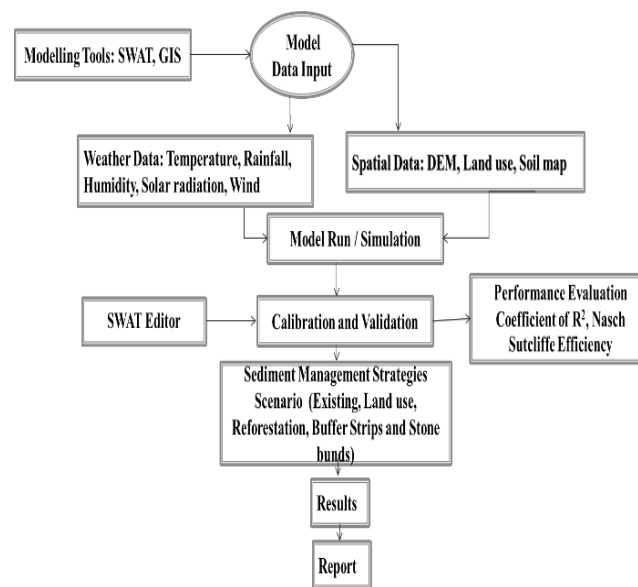 Model
Data Input
Modelling Tools: SWAT, GIS
Weather Data: Temperature, Rainfall,
Humidity, Solar radiation, Wind
Spatial Data: DEM, Land use, Soil map
Model Run / Simulation
SWAT Editor
Calibration and Validation
Performance Evaluation
Coefficient of R², Nasch
Sutcliffe Efficiency
Sediment Management Strategies
Scenario (Existing, Land use,
Reforestation, Buffer Strips and Stone
bunds)
Results
Report